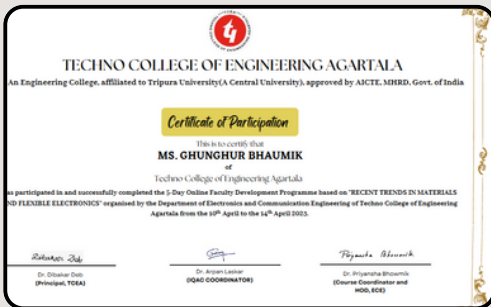 TECHNO COLLEGE OF ENGINEERING AGARTALA
An Engineering College, affiliated to Tripura University(A Central University), approved by AICTE, MHRD, Govt. of India
Certificate of Participation
This is to certify that
MS. GHUNGHUR BHAUMIK
of
Techno College of Engineering Agartala
as participated in and successfully completed the 5-Day Online Faculty Development Programme based on "RECENT TRENDS IN MATERIALS
ND FLEXIBLE ELECTRONICS" organised by the Department of Electronics and Communication Engineering of Techno College of Engineering
Agartala from the 10th April to the 14th April 2023.
Dibakar Deb
Priyansha Bhowmik
Dr. Dibakar Deb
(Principal, TCEA)
Dr. Arpan Laskar
(IQAC COORDINATOR)
Dr. Priyansha Bhowmik
(Course Coordinator and
HOD, ECE)